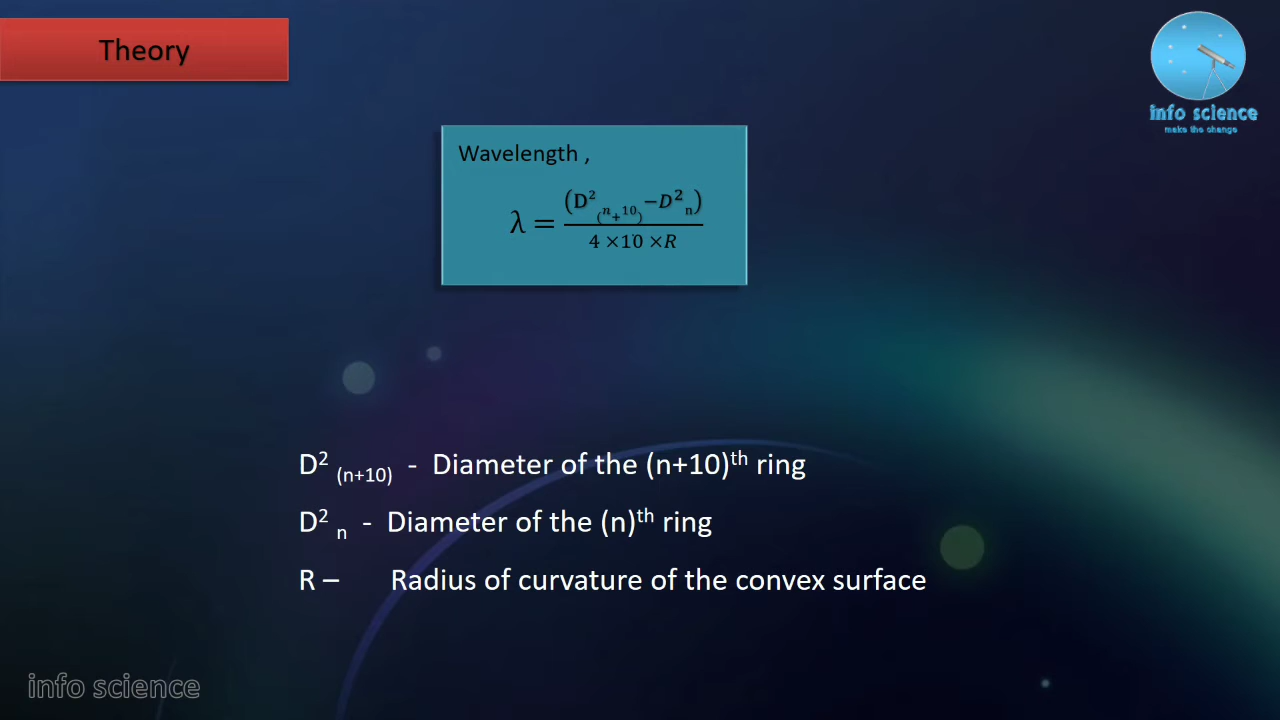 Theory
info science
make the change
Wavelength ,
λ = (D²₍ₙ₊₁₀₎ −D²ₙ) / 4 ×10 ×R
D² ₍ₙ₊₁₀₎ - Diameter of the (n+10)ᵗʰ ring
D² ₙ - Diameter of the (n)ᵗʰ ring
R – Radius of curvature of the convex surface
info science